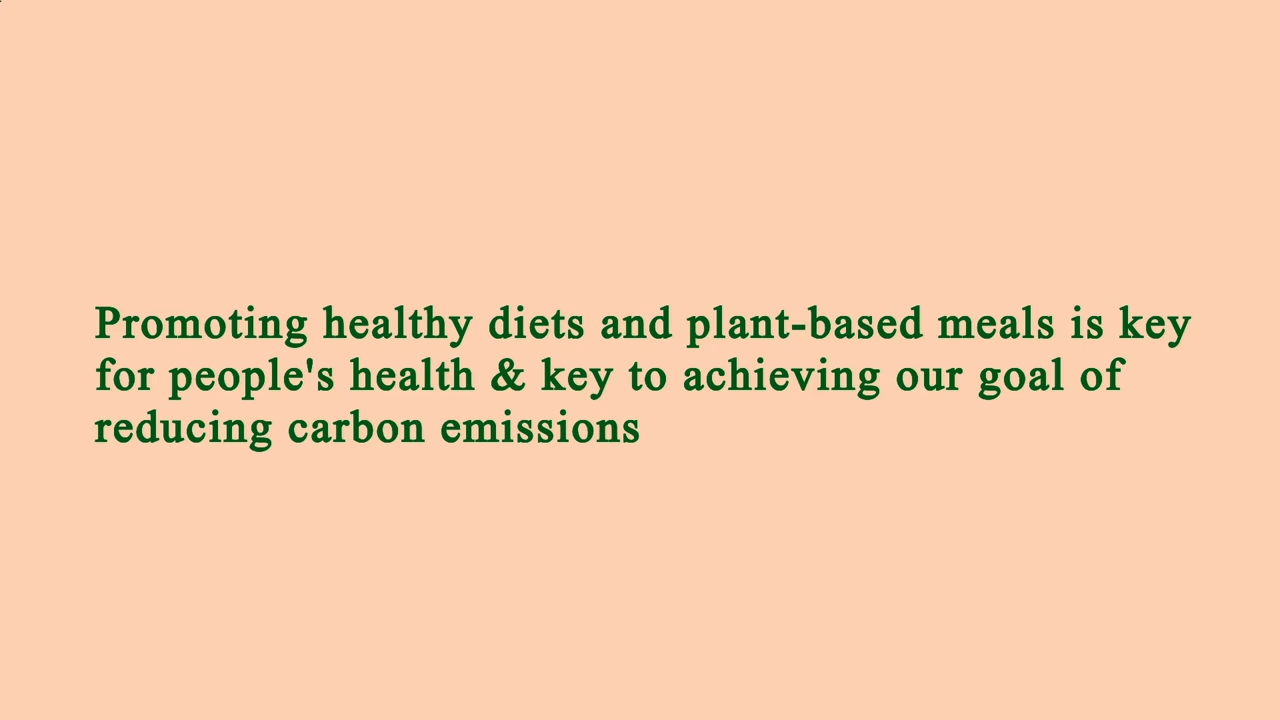 Promoting healthy diets and plant-based meals is key
for people's health & key to achieving our goal of
reducing carbon emissions